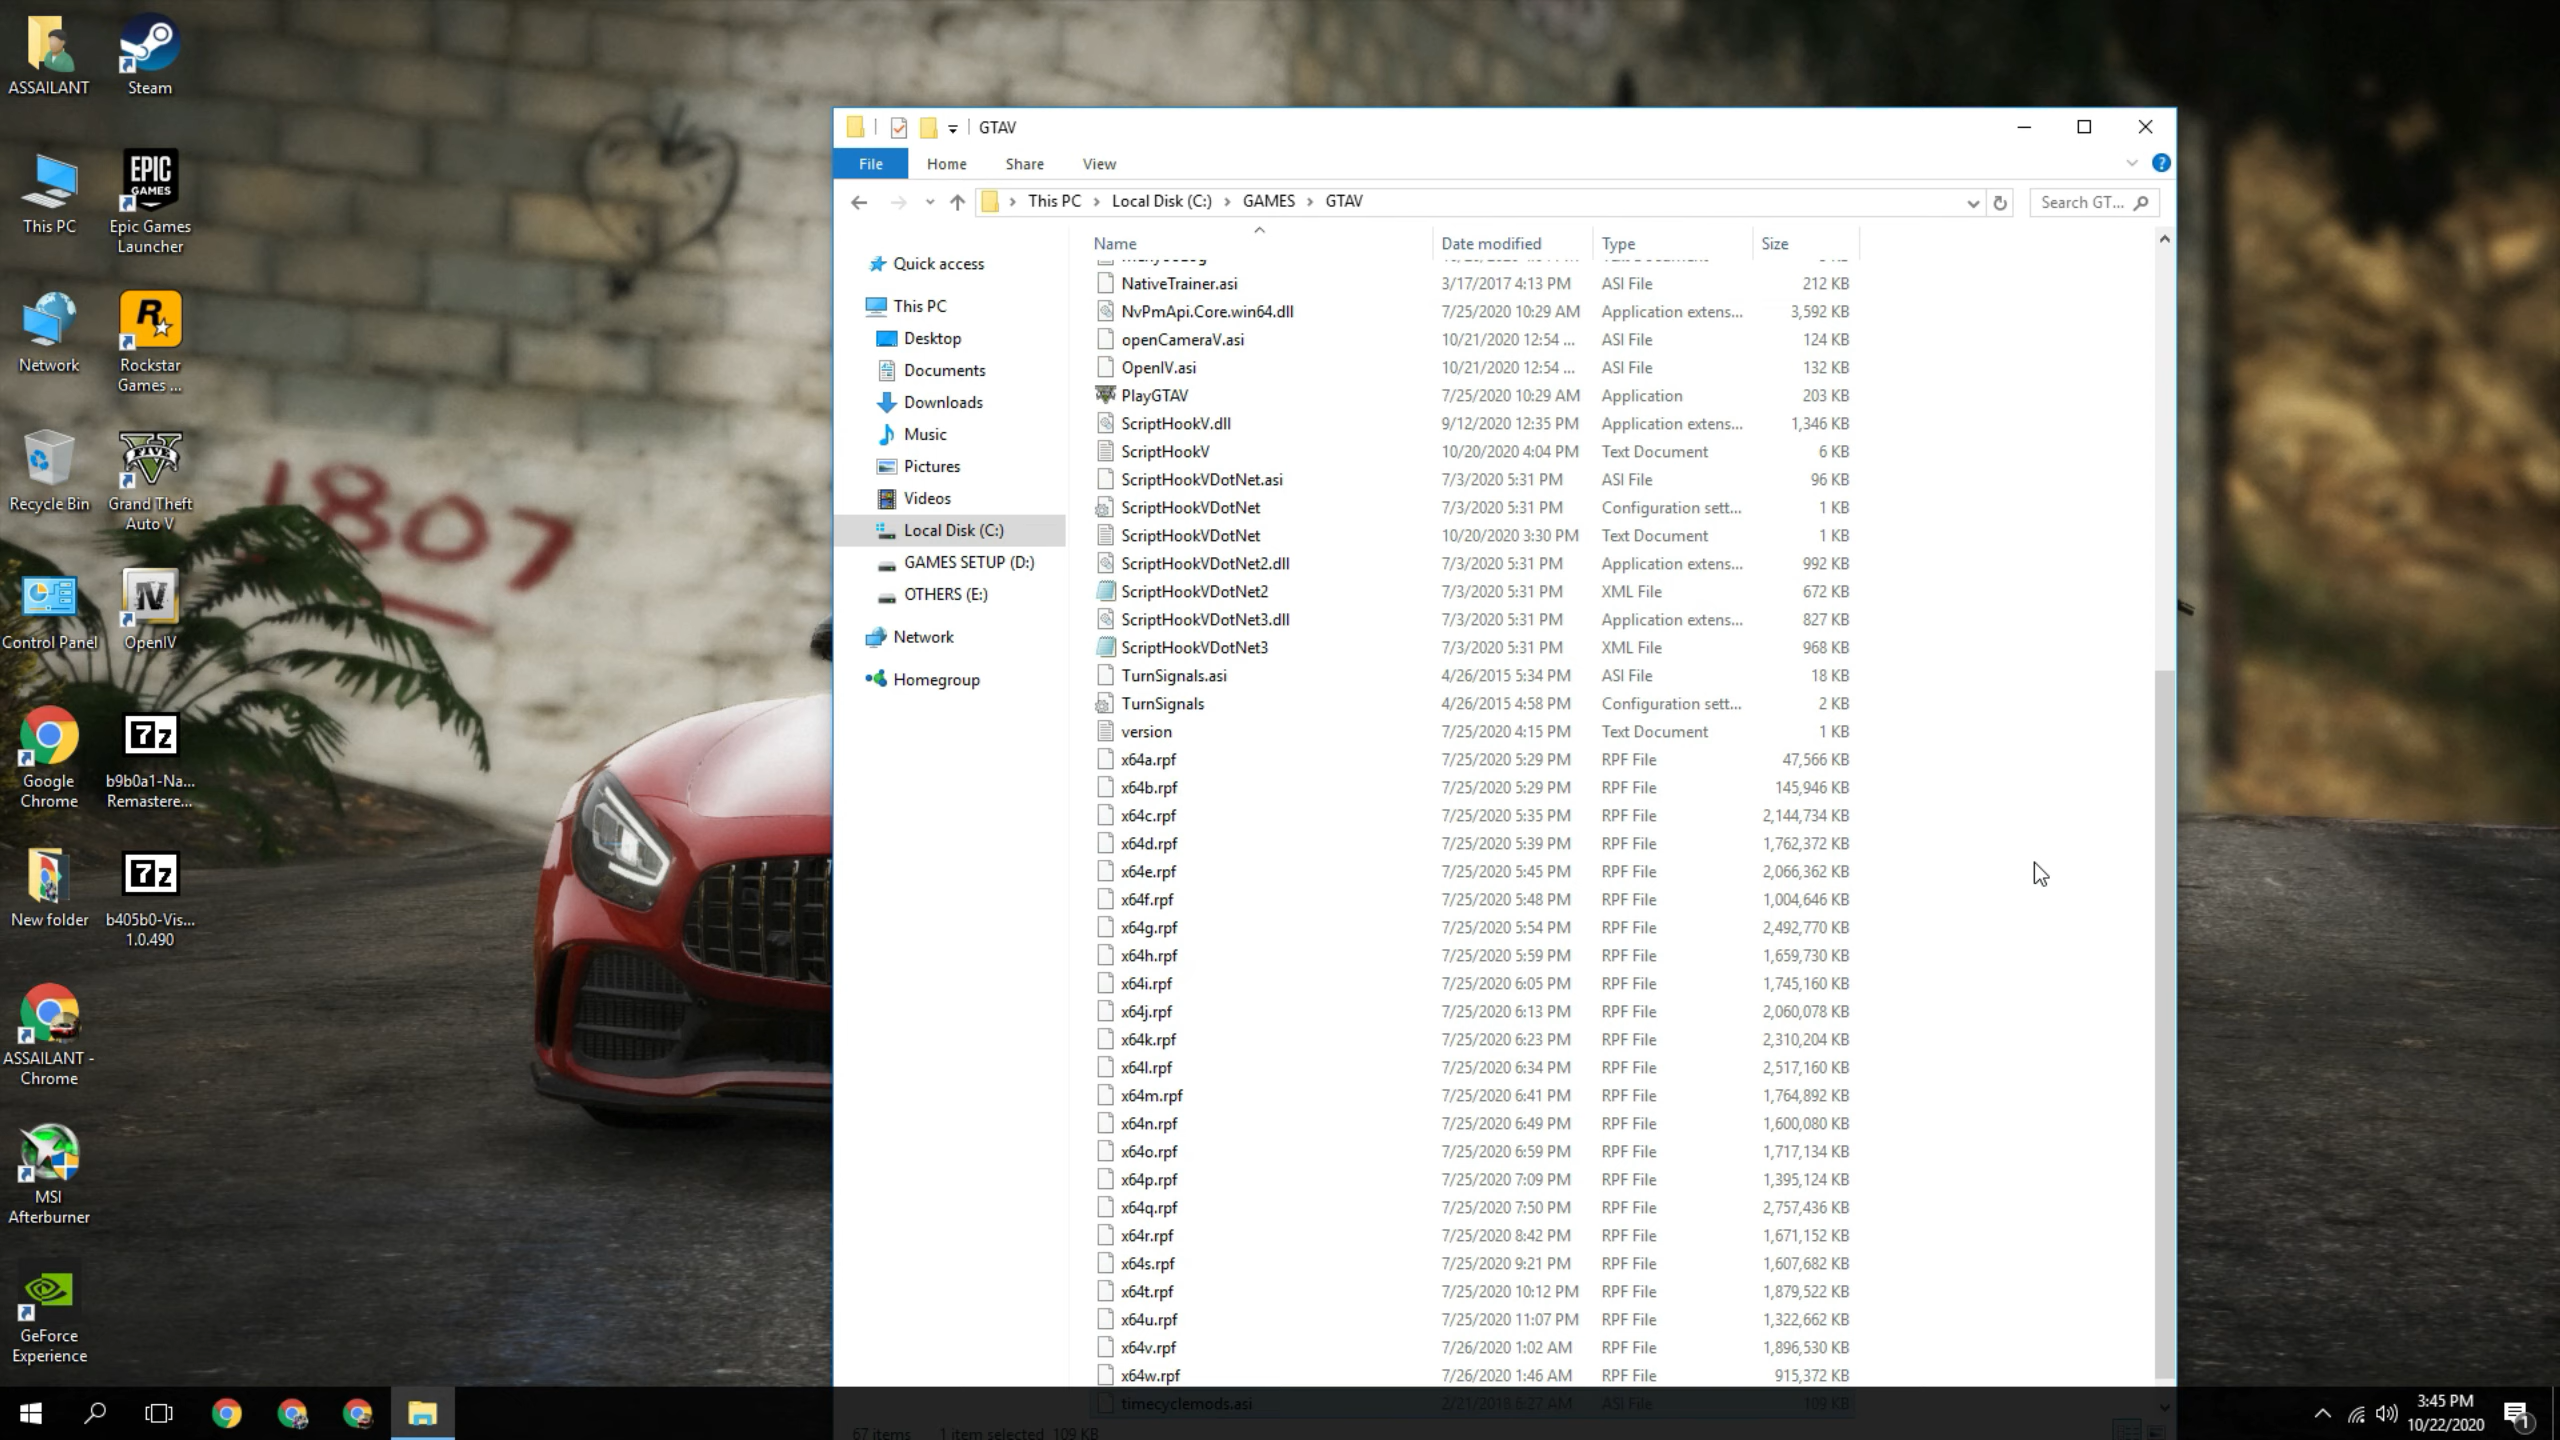 ASSAILANT
Steam
This PC
Epic Games
Launcher
EPIC
GAMES
Network
Rockstar
Games ...
Recycle Bin
FIVE
Grand Theft
Auto V
1807
Control Panel
OpenIV
Google
Chrome
7z
b9b0a1-Na...
Remastere...
New folder
7z
b405b0-Vis...
1.0.490
ASSAILANT -
Chrome
MSI
Afterburner
GeForce
Experience
GTAV
File Home Share View
This PC > Local Disk (C:) > GAMES > GTAV
Search GT...
Quick access
This PC
Desktop
Documents
Downloads
Music
Pictures
Videos
Local Disk (C:)
GAMES SETUP (D:)
OTHERS (E:)
Network
Homegroup
Name Date modified Type Size
NativeTrainer.asi 3/17/2017 4:13 PM ASI File 212 KB
NvPmApi.Core.win64.dll 7/25/2020 10:29 AM Application extens... 3,592 KB
openCameraV.asi 10/21/2020 12:54 ... ASI File 124 KB
OpenIV.asi 10/21/2020 12:54 ... ASI File 132 KB
PlayGTAV 7/25/2020 10:29 AM Application 203 KB
ScriptHookV.dll 9/12/2020 12:35 PM Application extens... 1,346 KB
ScriptHookV 10/20/2020 4:04 PM Text Document 6 KB
ScriptHookVDotNet.asi 7/3/2020 5:31 PM ASI File 96 KB
ScriptHookVDotNet 7/3/2020 5:31 PM Configuration sett... 1 KB
ScriptHookVDotNet 10/20/2020 3:30 PM Text Document 1 KB
ScriptHookVDotNet2.dll 7/3/2020 5:31 PM Application extens... 992 KB
ScriptHookVDotNet2 7/3/2020 5:31 PM XML File 672 KB
ScriptHookVDotNet3.dll 7/3/2020 5:31 PM Application extens... 827 KB
ScriptHookVDotNet3 7/3/2020 5:31 PM XML File 968 KB
TurnSignals.asi 4/26/2015 5:34 PM ASI File 18 KB
TurnSignals 4/26/2015 4:58 PM Configuration sett... 2 KB
version 7/25/2020 4:15 PM Text Document 1 KB
x64a.rpf 7/25/2020 5:29 PM RPF File 47,566 KB
x64b.rpf 7/25/2020 5:29 PM RPF File 145,946 KB
x64c.rpf 7/25/2020 5:35 PM RPF File 2,144,734 KB
x64d.rpf 7/25/2020 5:39 PM RPF File 1,762,372 KB
x64e.rpf 7/25/2020 5:45 PM RPF File 2,066,362 KB
x64f.rpf 7/25/2020 5:48 PM RPF File 1,004,646 KB
x64g.rpf 7/25/2020 5:54 PM RPF File 2,492,770 KB
x64h.rpf 7/25/2020 5:59 PM RPF File 1,659,730 KB
x64i.rpf 7/25/2020 6:05 PM RPF File 1,745,160 KB
x64j.rpf 7/25/2020 6:13 PM RPF File 2,060,078 KB
x64k.rpf 7/25/2020 6:23 PM RPF File 2,310,204 KB
x64l.rpf 7/25/2020 6:34 PM RPF File 2,517,160 KB
x64m.rpf 7/25/2020 6:41 PM RPF File 1,764,892 KB
x64n.rpf 7/25/2020 6:49 PM RPF File 1,600,080 KB
x64o.rpf 7/25/2020 6:59 PM RPF File 1,717,134 KB
x64p.rpf 7/25/2020 7:09 PM RPF File 1,395,124 KB
x64q.rpf 7/25/2020 7:50 PM RPF File 2,757,436 KB
x64r.rpf 7/25/2020 8:42 PM RPF File 1,671,152 KB
x64s.rpf 7/25/2020 9:21 PM RPF File 1,607,682 KB
x64t.rpf 7/25/2020 10:12 PM RPF File 1,879,522 KB
x64u.rpf 7/25/2020 11:07 PM RPF File 1,322,662 KB
x64v.rpf 7/26/2020 1:02 AM RPF File 1,896,530 KB
x64w.rpf 7/26/2020 1:46 AM RPF File 915,372 KB
timecyclemods.asi 2/21/2018 6:27 AM ASI File 109 KB
67 items 1 item selected 109 KB
3:45 PM
10/22/2020
1